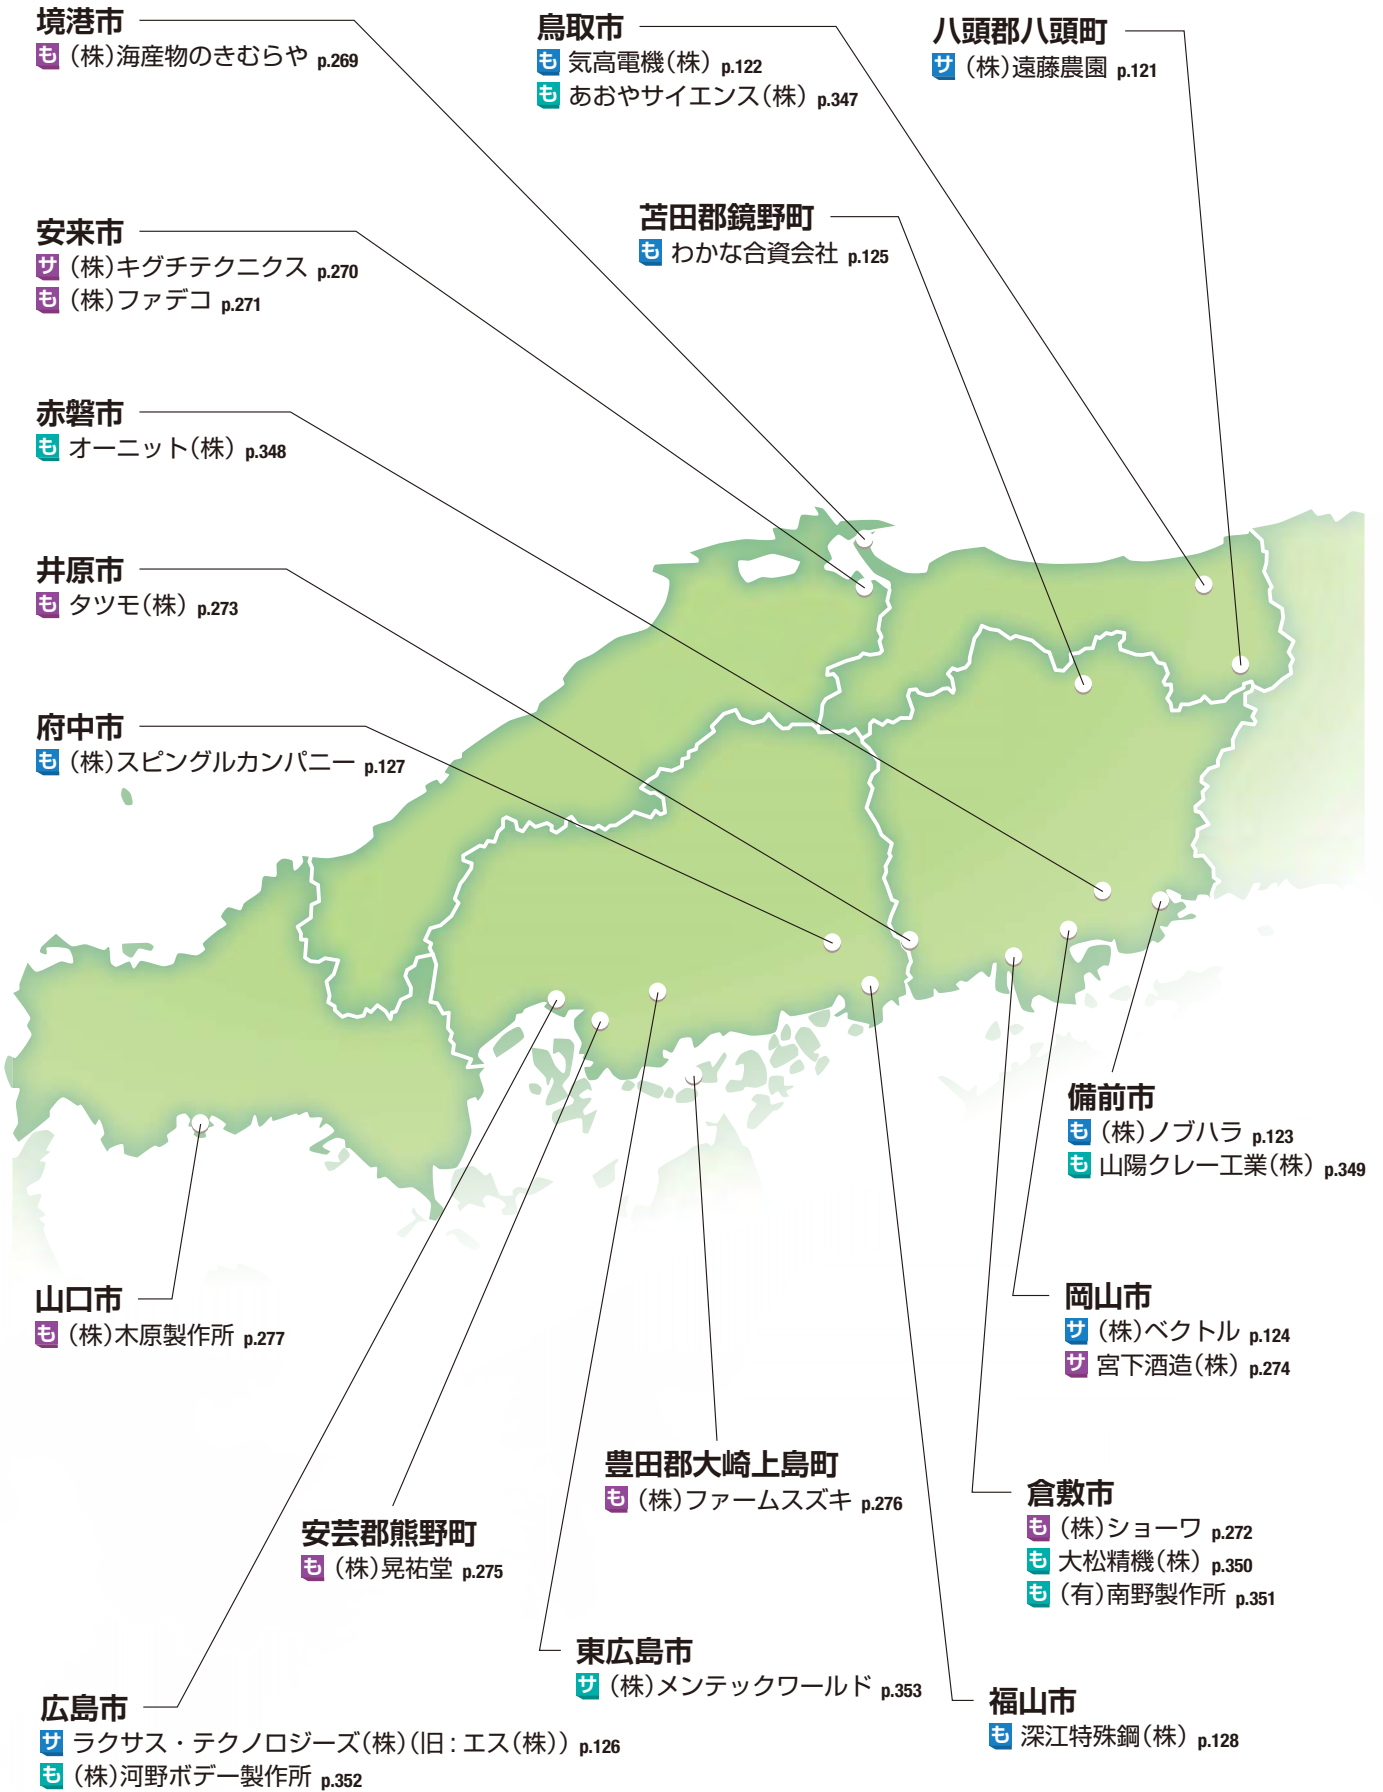 境港市
も (株)海産物のきむらや p.269
鳥取市
も 気高電機(株) p.122
も あおやサイエンス(株) p.347
八頭郡八頭町
サ (株)遠藤農園 p.121
安来市
サ (株)キグチテクニクス p.270
も (株)ファデコ p.271
苫田郡鏡野町
も わかな合資会社 p.125
赤磐市
も オーニット(株) p.348
井原市
も タツモ(株) p.273
府中市
も (株)スピングルカンパニー p.127
備前市
も (株)ノブハラ p.123
も 山陽クレー工業(株) p.349
山口市
も (株)木原製作所 p.277
岡山市
サ (株)ベクトル p.124
サ 宮下酒造(株) p.274
豊田郡大崎上島町
も (株)ファームスズキ p.276
倉敷市
も (株)ショーワ p.272
も 大松精機(株) p.350
も (有)南野製作所 p.351
安芸郡熊野町
も (株)晃祐堂 p.275
東広島市
サ (株)メンテックワールド p.353
福山市
も 深江特殊鋼(株) p.128
広島市
サ ラクサス・テクノロジーズ(株)(旧:エス(株)) p.126
も (株)河野ボデー製作所 p.352